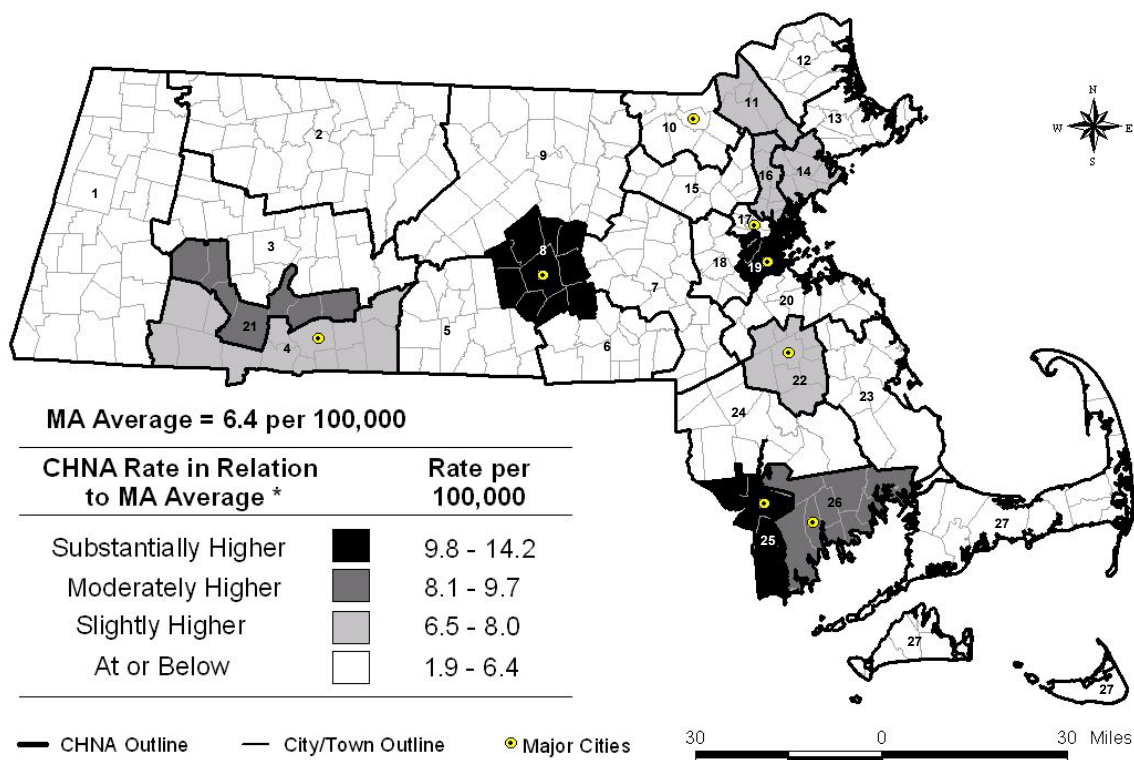 12
11
13
10
N
W E
S
2
9
14
16
15
1
17
3
8
18
19
7
20
21
5
4
6
22
23
24
MA Average = 6.4 per 100,000
CHNA Rate in Relation
to MA Average *
Rate per
100,000
Substantially Higher 9.8 - 14.2
Moderately Higher 8.1 - 9.7
Slightly Higher 6.5 - 8.0
At or Below 1.9 - 6.4
26
25
27
27
27
CHNA Outline City/Town Outline Major Cities
30 0 30 Miles